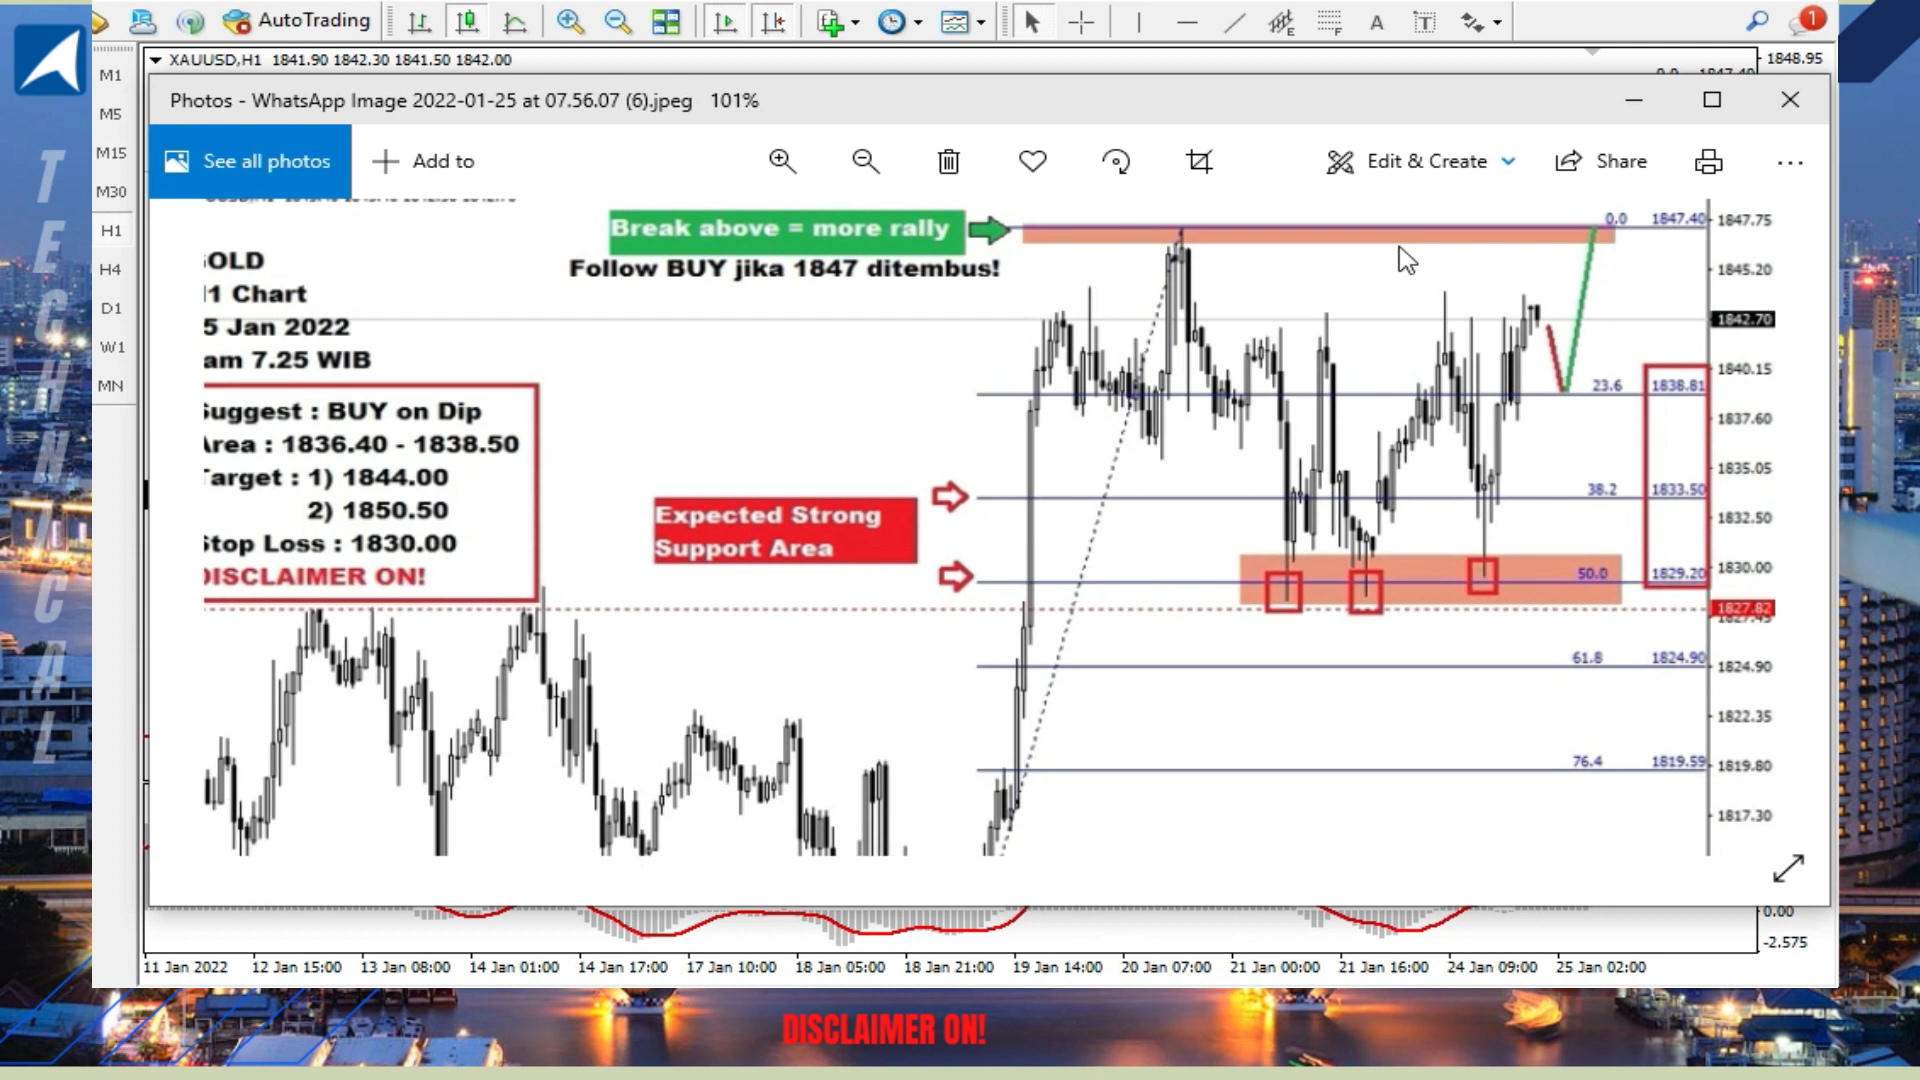 AutoTrading
1
T
E
C
H
N
I
C
A
L
M1
M5
M15
M30
H1
H4
D1
W1
MN
XAUUSD,H1 1841.90 1842.30 1841.50 1842.00
1848.95
Photos - WhatsApp Image 2022-01-25 at 07.56.07 (6).jpeg 101%
See all photos
Add to
Edit & Create
Share
Break above = more rally
Follow BUY jika 1847 ditembus!
OLD
1 Chart
5 Jan 2022
am 7.25 WIB
Suggest : BUY on Dip
Area : 1836.40 - 1838.50
Target : 1) 1844.00
2) 1850.50
Stop Loss : 1830.00
DISCLAIMER ON!
Expected Strong
Support Area
0.0 1847.40
23.6 1838.81
38.2 1833.50
50.0 1829.20
61.8 1824.90
76.4 1819.59
1847.75
1845.20
1842.70
1840.15
1837.60
1835.05
1832.50
1830.00
1827.82
1824.90
1822.35
1819.80
1817.30
0.00
-2.575
11 Jan 2022 12 Jan 15:00 13 Jan 08:00 14 Jan 01:00 14 Jan 17:00 17 Jan 10:00 18 Jan 05:00 18 Jan 21:00 19 Jan 14:00 20 Jan 07:00 21 Jan 00:00 21 Jan 16:00 24 Jan 09:00 25 Jan 02:00
DISCLAIMER ON!